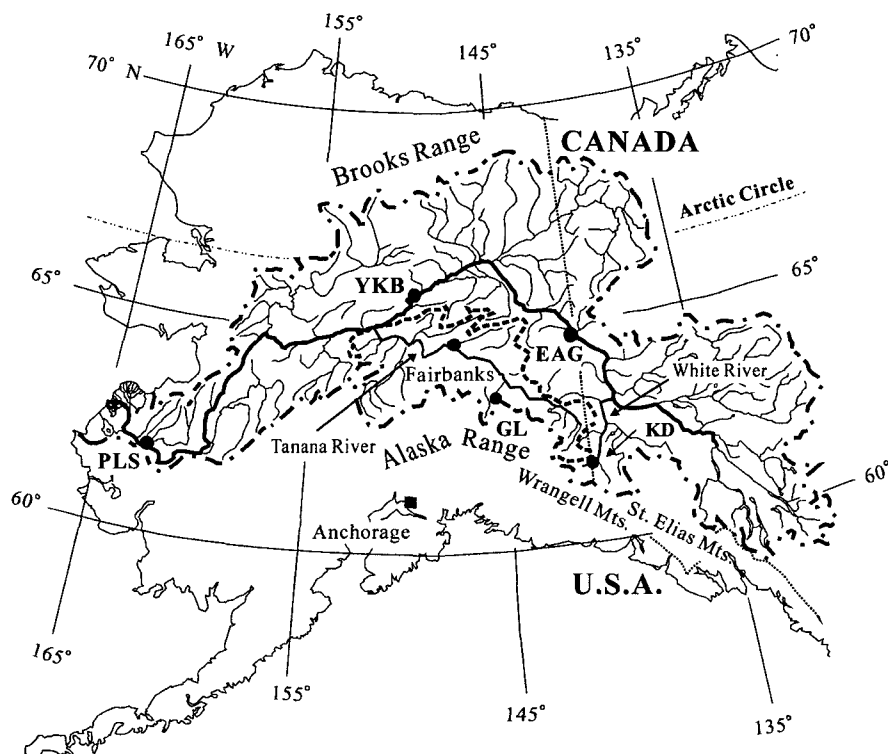 155°
165° W
145°
70°
70° N
135°
CANADA
Brooks Range
Arctic Circle
65°
65°
YKB
EAG
White River
Fairbanks
Tanana River
GL
KD
PLS
Alaska Range
60°
60°
Wrangell Mts.
St. Elias Mts.
Anchorage
U.S.A.
165°
155°
145°
135°